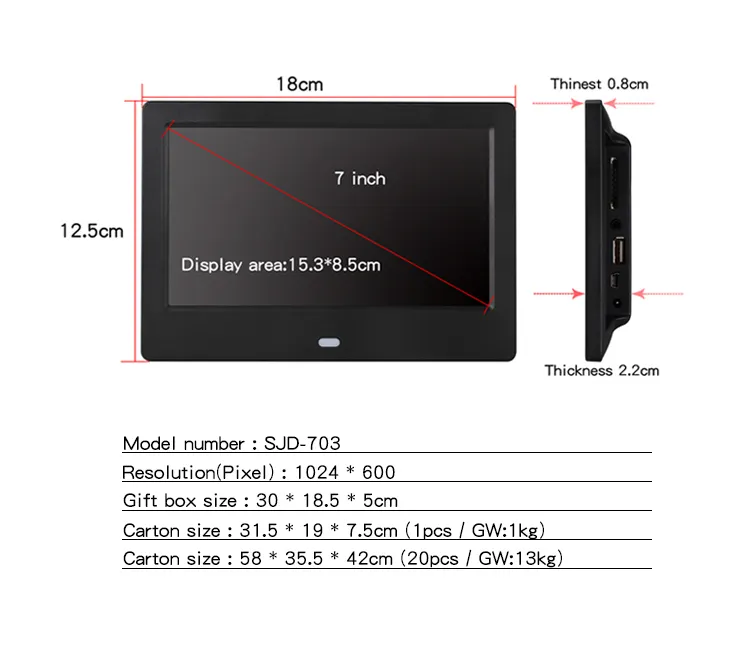 18cm
Thinest 0.8cm
7 inch
12.5cm
Display area:15.3*8.5cm
Thickness 2.2cm
Model number : SJD-703
Resolution(Pixel) : 1024 * 600
Gift box size : 30 * 18.5 * 5cm
Carton size : 31.5 * 19 * 7.5cm (1pcs / GW:1kg)
Carton size : 58 * 35.5 * 42cm (20pcs / GW:13kg)